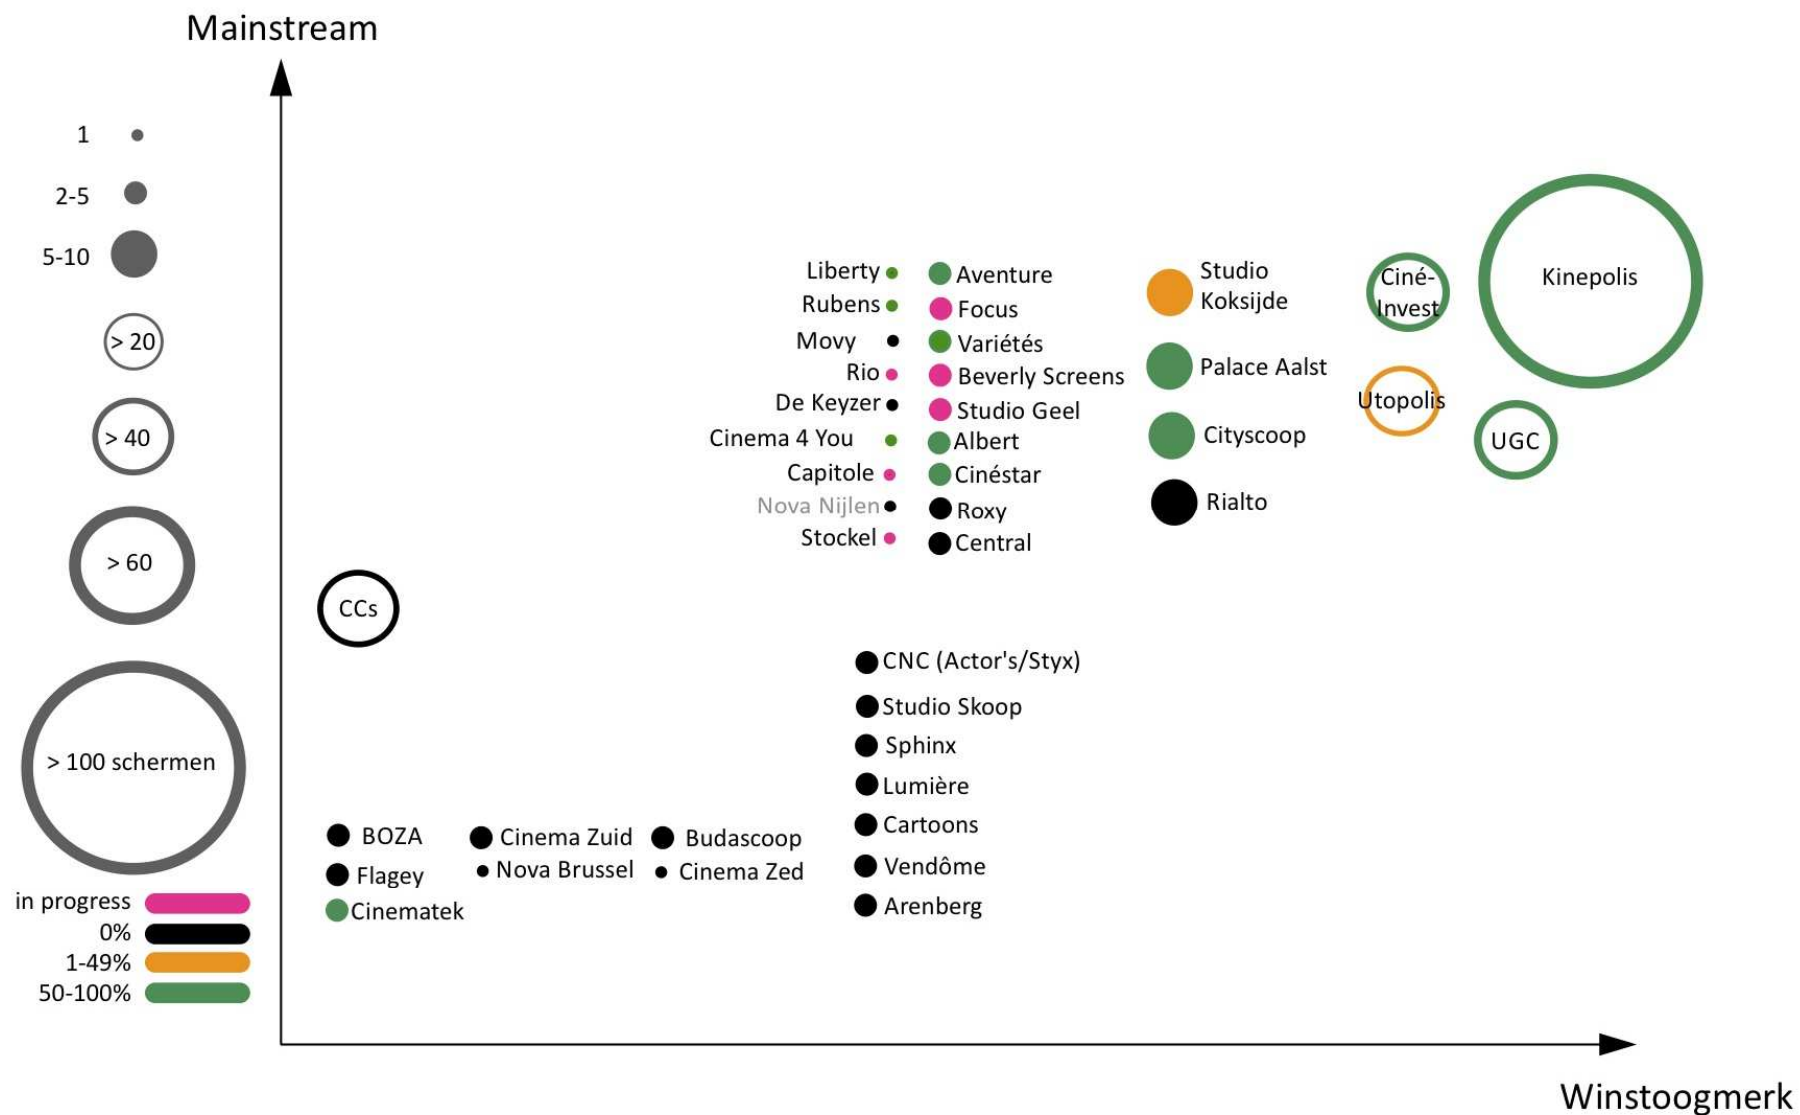 Mainstream
1
2-5
5-10
> 20
> 40
> 60
> 100 schermen
in progress
0%
1-49%
50-100%
Liberty
Rubens
Movy
Rio
De Keyzer
Cinema 4 You
Capitole
Nova Nijlen
Stockel
Aventure
Focus
Variétés
Beverly Screens
Studio Geel
Albert
Cinéstar
Roxy
Central
Studio
Koksijde
Palace Aalst
Cityscoop
Rialto
Ciné-
Invest
Utopolis
Kinepolis
UGC
CCs
CNC (Actor's/Styx)
Studio Skoop
Sphinx
Lumière
Cartoons
Vendôme
Arenberg
BOZA
Flagey
Cinematek
Cinema Zuid
Nova Brussel
Budascoop
Cinema Zed
Winstoogmerk